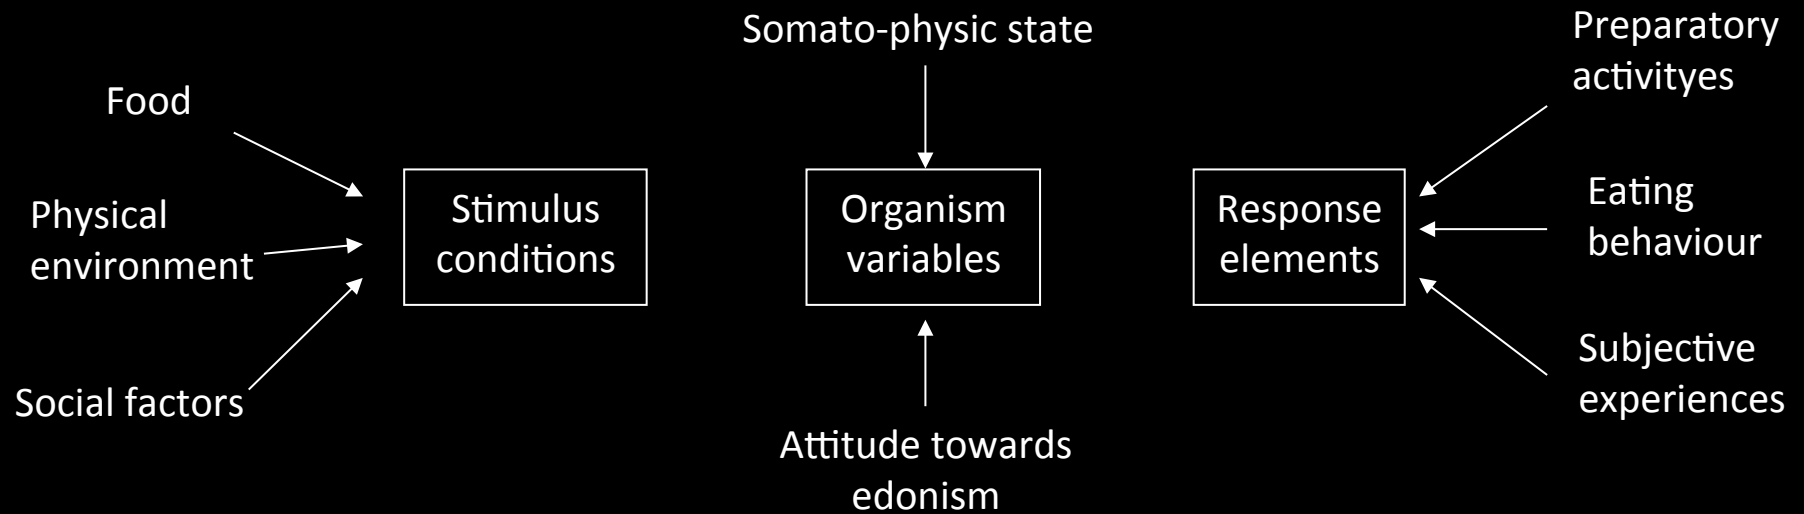 Somato-physic state
Preparatory
activityes
Food
Physical
environment
Stimulus
conditions
Organism
variables
Response
elements
Eating
behaviour
Social factors
Subjective
experiences
Attitude towards
edonism